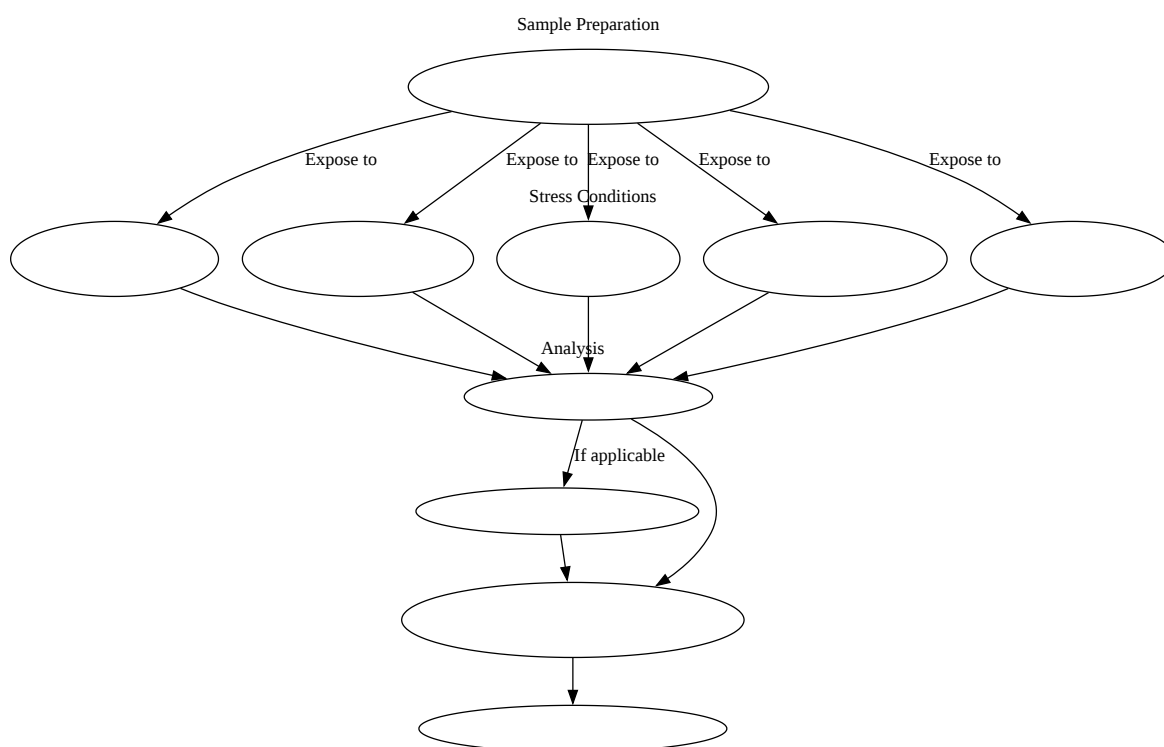 Sample Preparation
Expose to
Expose to
Expose to
Expose to
Expose to
Stress Conditions
Analysis
If applicable